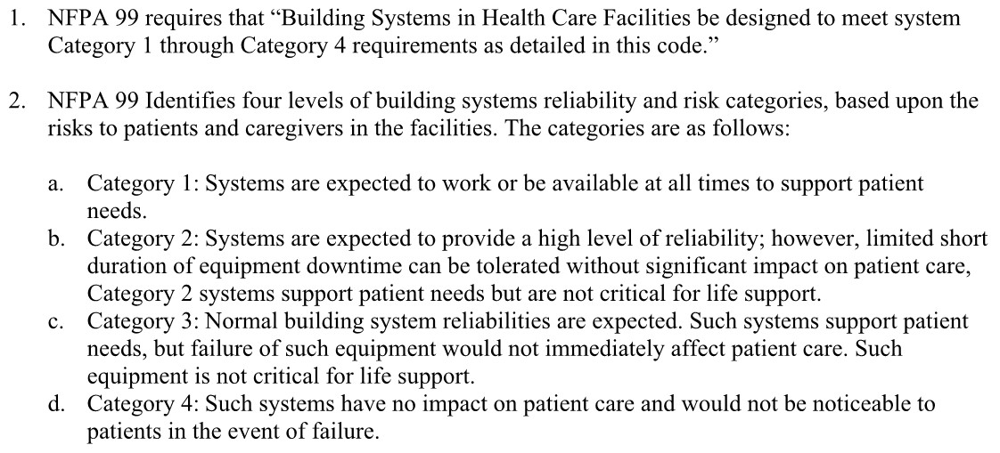 1. NFPA 99 requires that “Building Systems in Health Care Facilities be designed to meet system
Category 1 through Category 4 requirements as detailed in this code.”
2. NFPA 99 Identifies four levels of building systems reliability and risk categories, based upon the
risks to patients and caregivers in the facilities. The categories are as follows:
a. Category 1: Systems are expected to work or be available at all times to support patient
needs.
b. Category 2: Systems are expected to provide a high level of reliability; however, limited short
duration of equipment downtime can be tolerated without significant impact on patient care,
Category 2 systems support patient needs but are not critical for life support.
c. Category 3: Normal building system reliabilities are expected. Such systems support patient
needs, but failure of such equipment would not immediately affect patient care. Such
equipment is not critical for life support.
d. Category 4: Such systems have no impact on patient care and would not be noticeable to
patients in the event of failure.